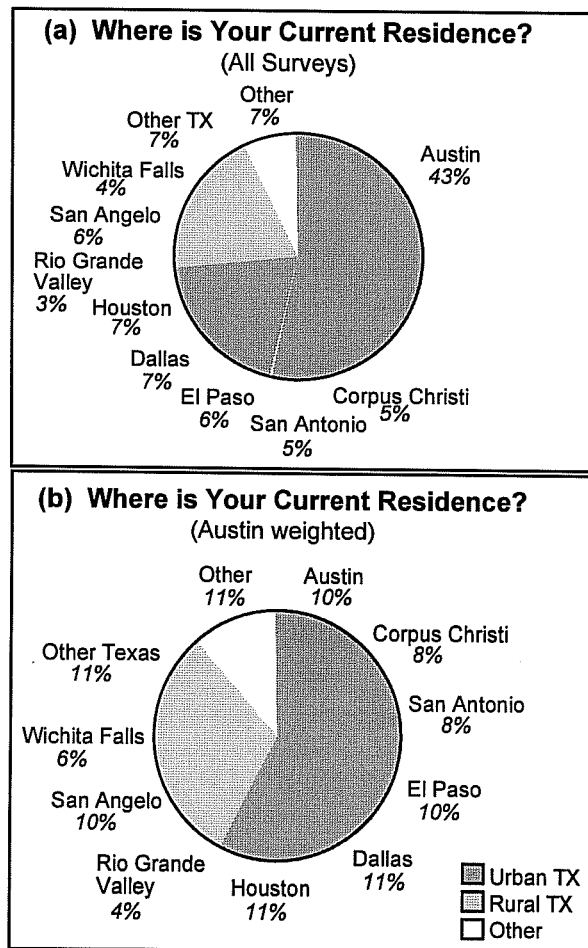 (a) Where is Your Current Residence?
(All Surveys)
Other
7%
Other TX
7%
Austin
43%
Wichita Falls
4%
San Angelo
6%
Rio Grande
Valley
3%
Houston
7%
Dallas
7%
El Paso
6%
San Antonio
5%
Corpus Christi
5%
(b) Where is Your Current Residence?
(Austin weighted)
Other
11%
Austin
10%
Corpus Christi
8%
Other Texas
11%
San Antonio
8%
Wichita Falls
6%
El Paso
10%
San Angelo
10%
Dallas
11%
Rio Grande
Valley
4%
Houston
11%
Urban TX
Rural TX
Other